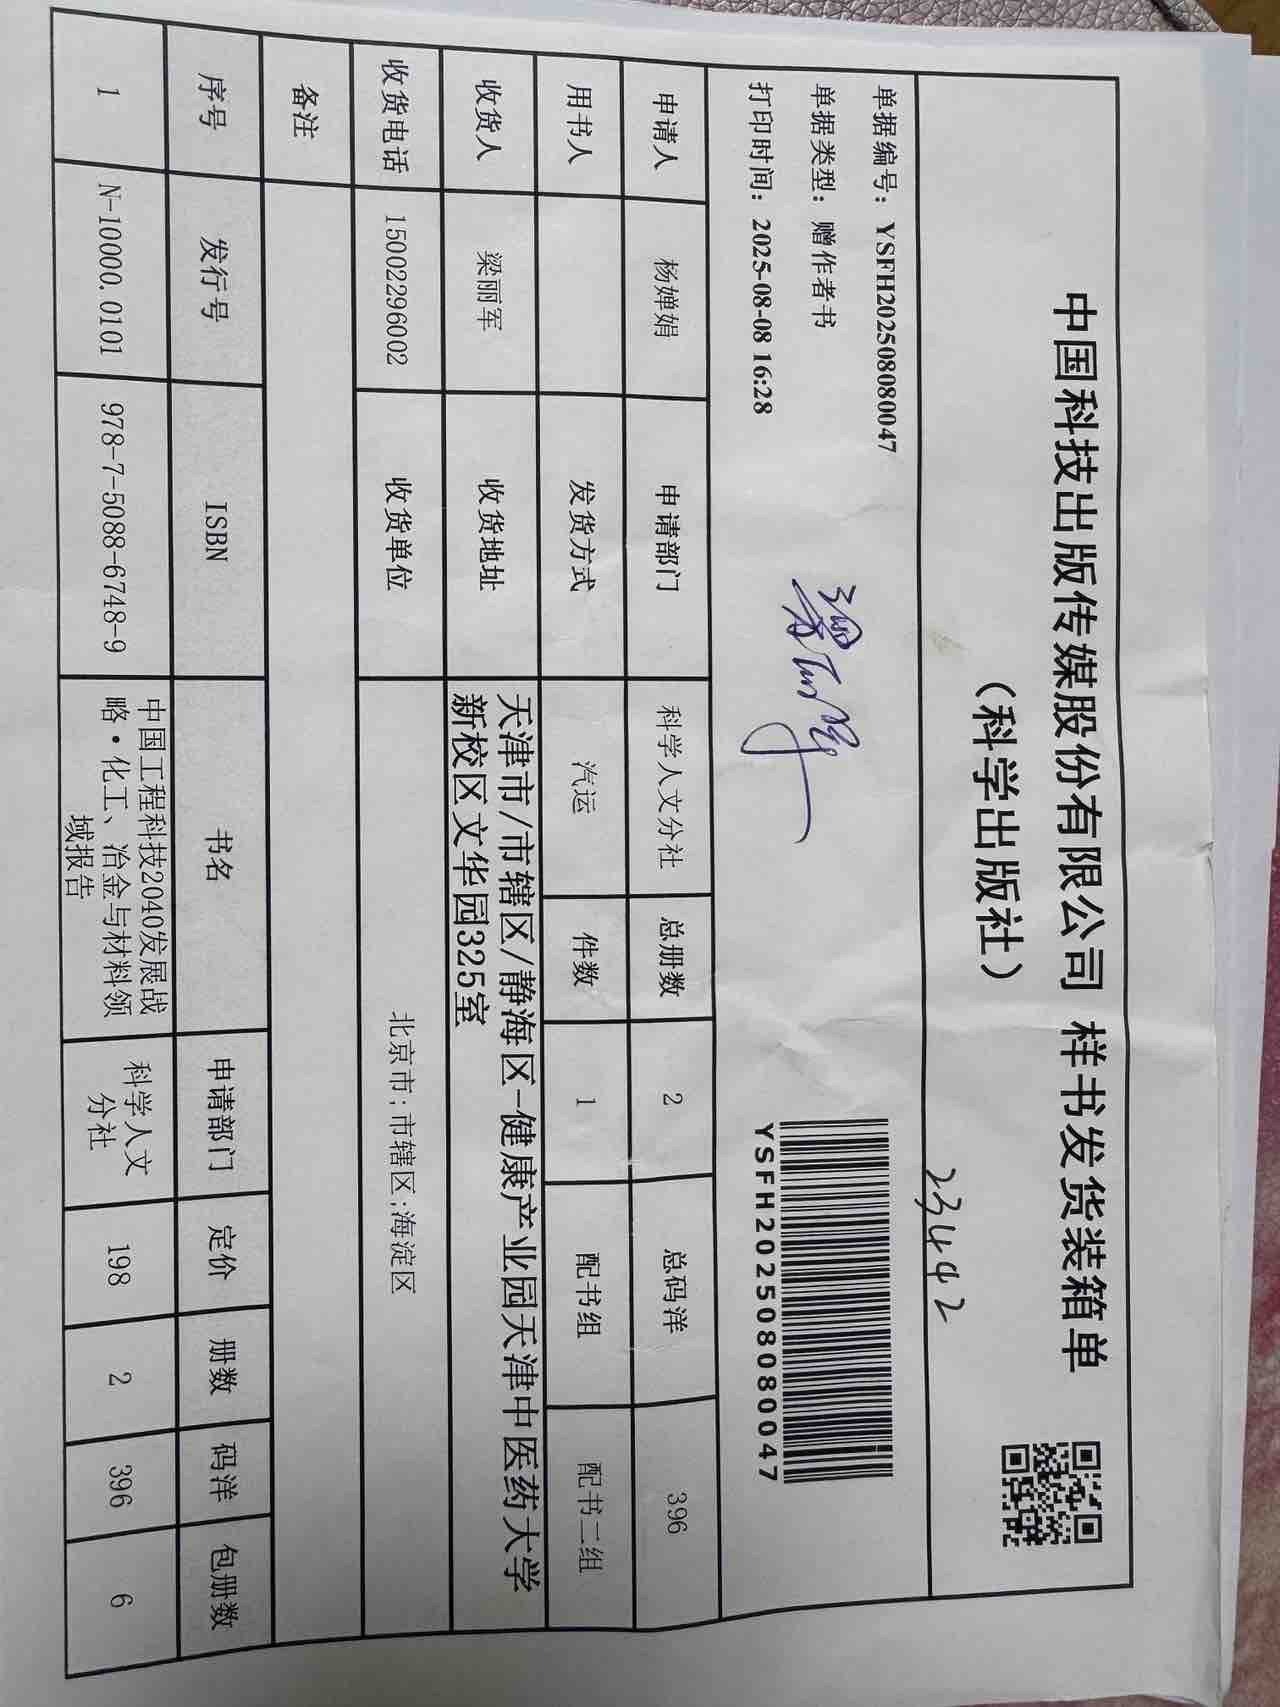 中国科技出版传媒股份有限公司 样书发货装箱单
（科学出版社）
23442
单据编号：YSFH202508080047
单据类型：赠作者书
打印时间：2025-08-08 16:28
梁丽军
YSFH202508080047
申请人 杨婵娟 申请部门 科学人文分社 总册数 2 总码洋 396
用书人 发货方式 汽运 件数 1 配书组 配书二组
收货人 梁丽军 收货地址 天津市/市辖区/静海区-健康产业园天津中医药大学
新校区文华园325室
收货电话 15002296002 收货单位 北京市;市辖区;海淀区
备注
序号 发行号 ISBN 书名 申请部门 定价 册数 码洋 包册数
1 N-10000.0101 978-7-5088-6748-9 中国工程科技2040发展战
略·化工、冶金与材料领
域报告 科学人文
分社 198 2 396 6